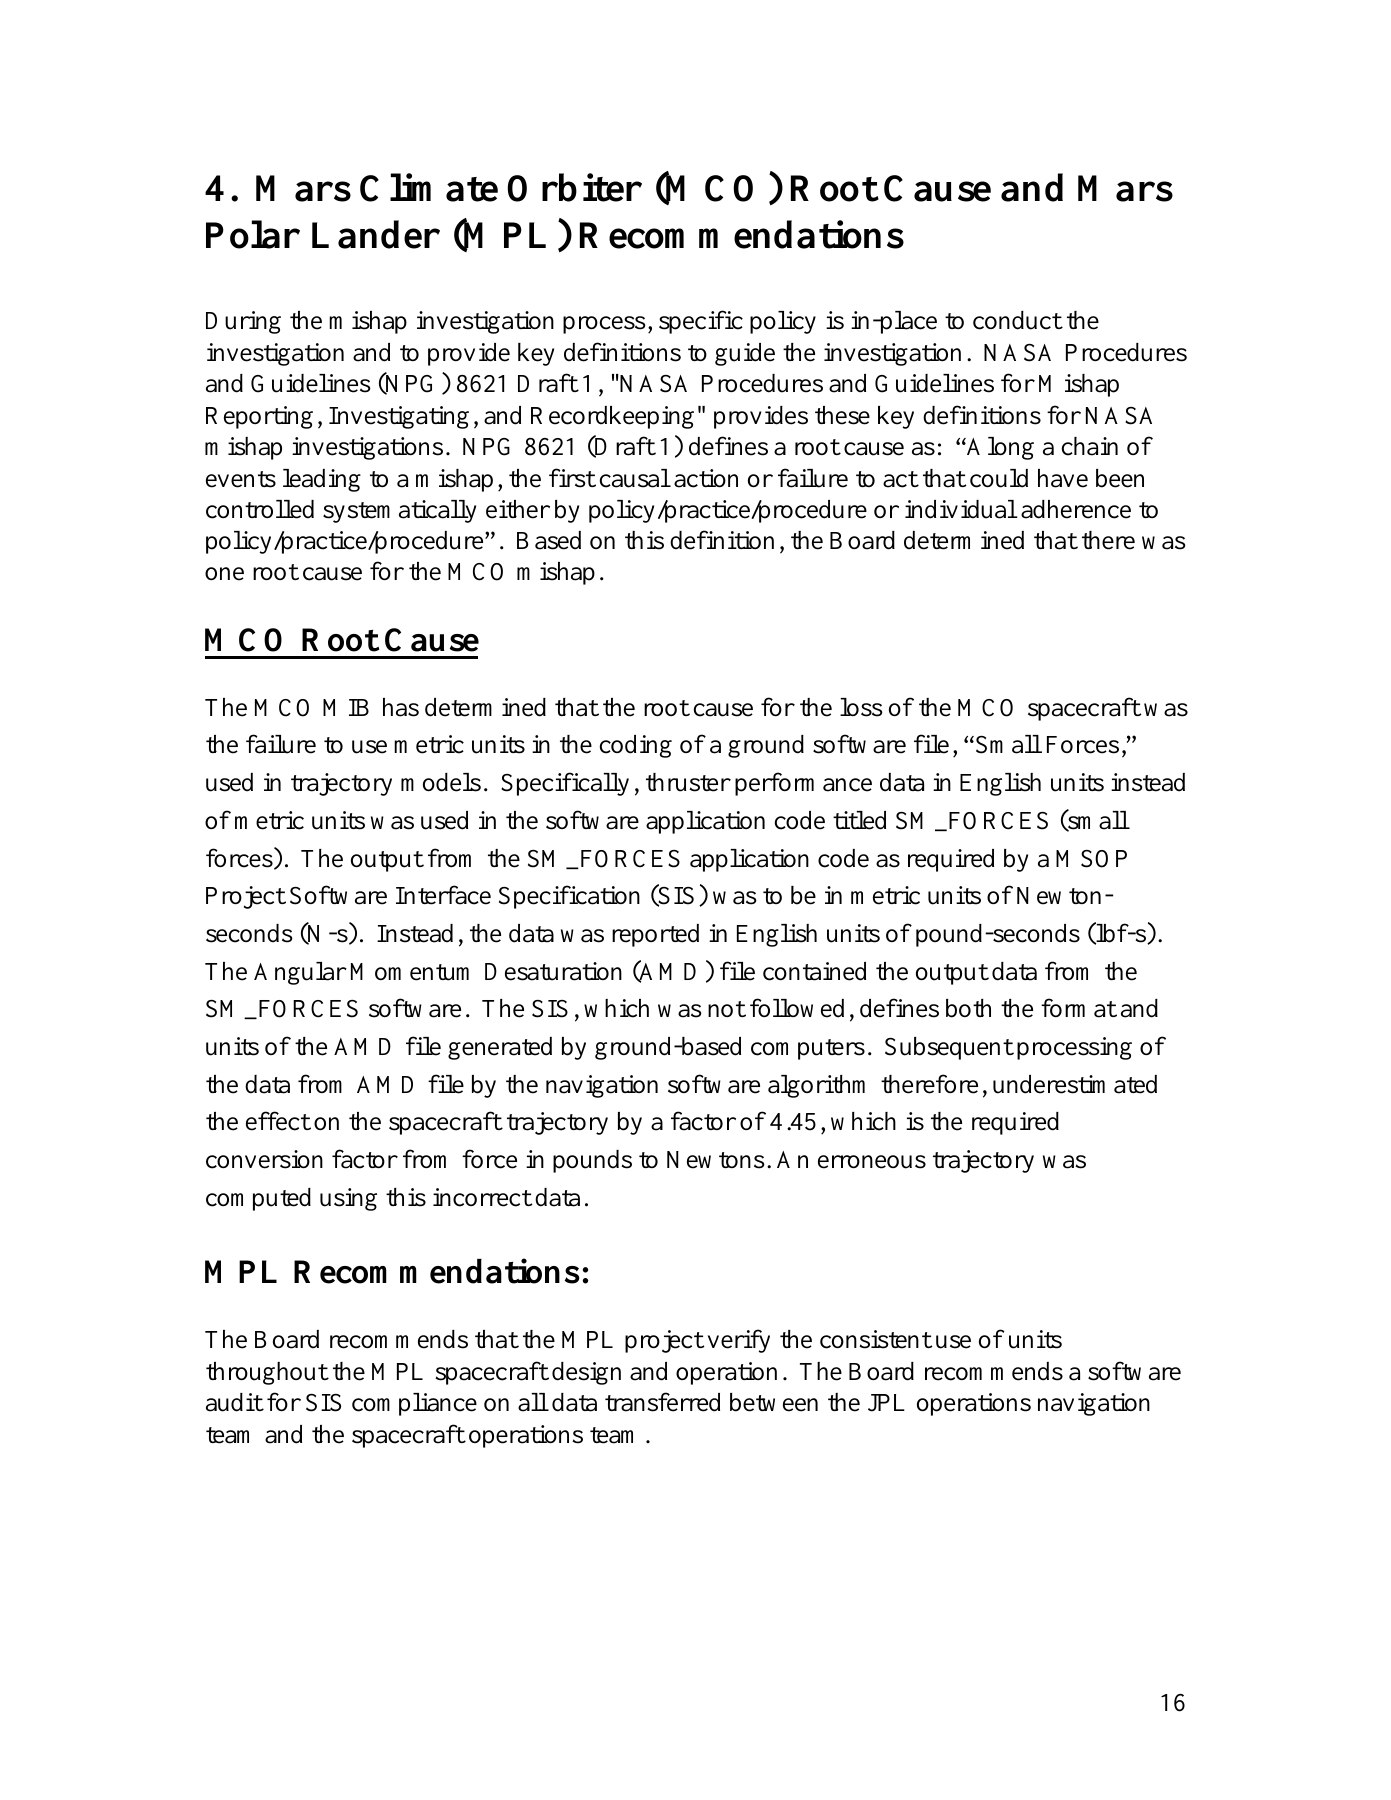 4. Mars Climate Orbiter (MCO) Root Cause and Mars
Polar Lander (MPL) Recommendations
During the mishap investigation process, specific policy is in-place to conduct the
investigation and to provide key definitions to guide the investigation. NASA Procedures
and Guidelines (NPG) 8621 Draft 1, "NASA Procedures and Guidelines for Mishap
Reporting, Investigating, and Recordkeeping" provides these key definitions for NASA
mishap investigations. NPG 8621 (Draft 1) defines a root cause as: “Along a chain of
events leading to a mishap, the first causal action or failure to act that could have been
controlled systematically either by policy/practice/procedure or individual adherence to
policy/practice/procedure”. Based on this definition, the Board determined that there was
one root cause for the MCO mishap.
MCO Root Cause
The MCO MIB has determined that the root cause for the loss of the MCO spacecraft was
the failure to use metric units in the coding of a ground software file, “Small Forces,”
used in trajectory models. Specifically, thruster performance data in English units instead
of metric units was used in the software application code titled SM_FORCES (small
forces). The output from the SM_FORCES application code as required by a MSOP
Project Software Interface Specification (SIS) was to be in metric units of Newton-
seconds (N-s). Instead, the data was reported in English units of pound-seconds (lbf-s).
The Angular Momentum Desaturation (AMD) file contained the output data from the
SM_FORCES software. The SIS, which was not followed, defines both the format and
units of the AMD file generated by ground-based computers. Subsequent processing of
the data from AMD file by the navigation software algorithm therefore, underestimated
the effect on the spacecraft trajectory by a factor of 4.45, which is the required
conversion factor from force in pounds to Newtons. An erroneous trajectory was
computed using this incorrect data.
MPL Recommendations:
The Board recommends that the MPL project verify the consistent use of units
throughout the MPL spacecraft design and operation. The Board recommends a software
audit for SIS compliance on all data transferred between the JPL operations navigation
team and the spacecraft operations team.
16